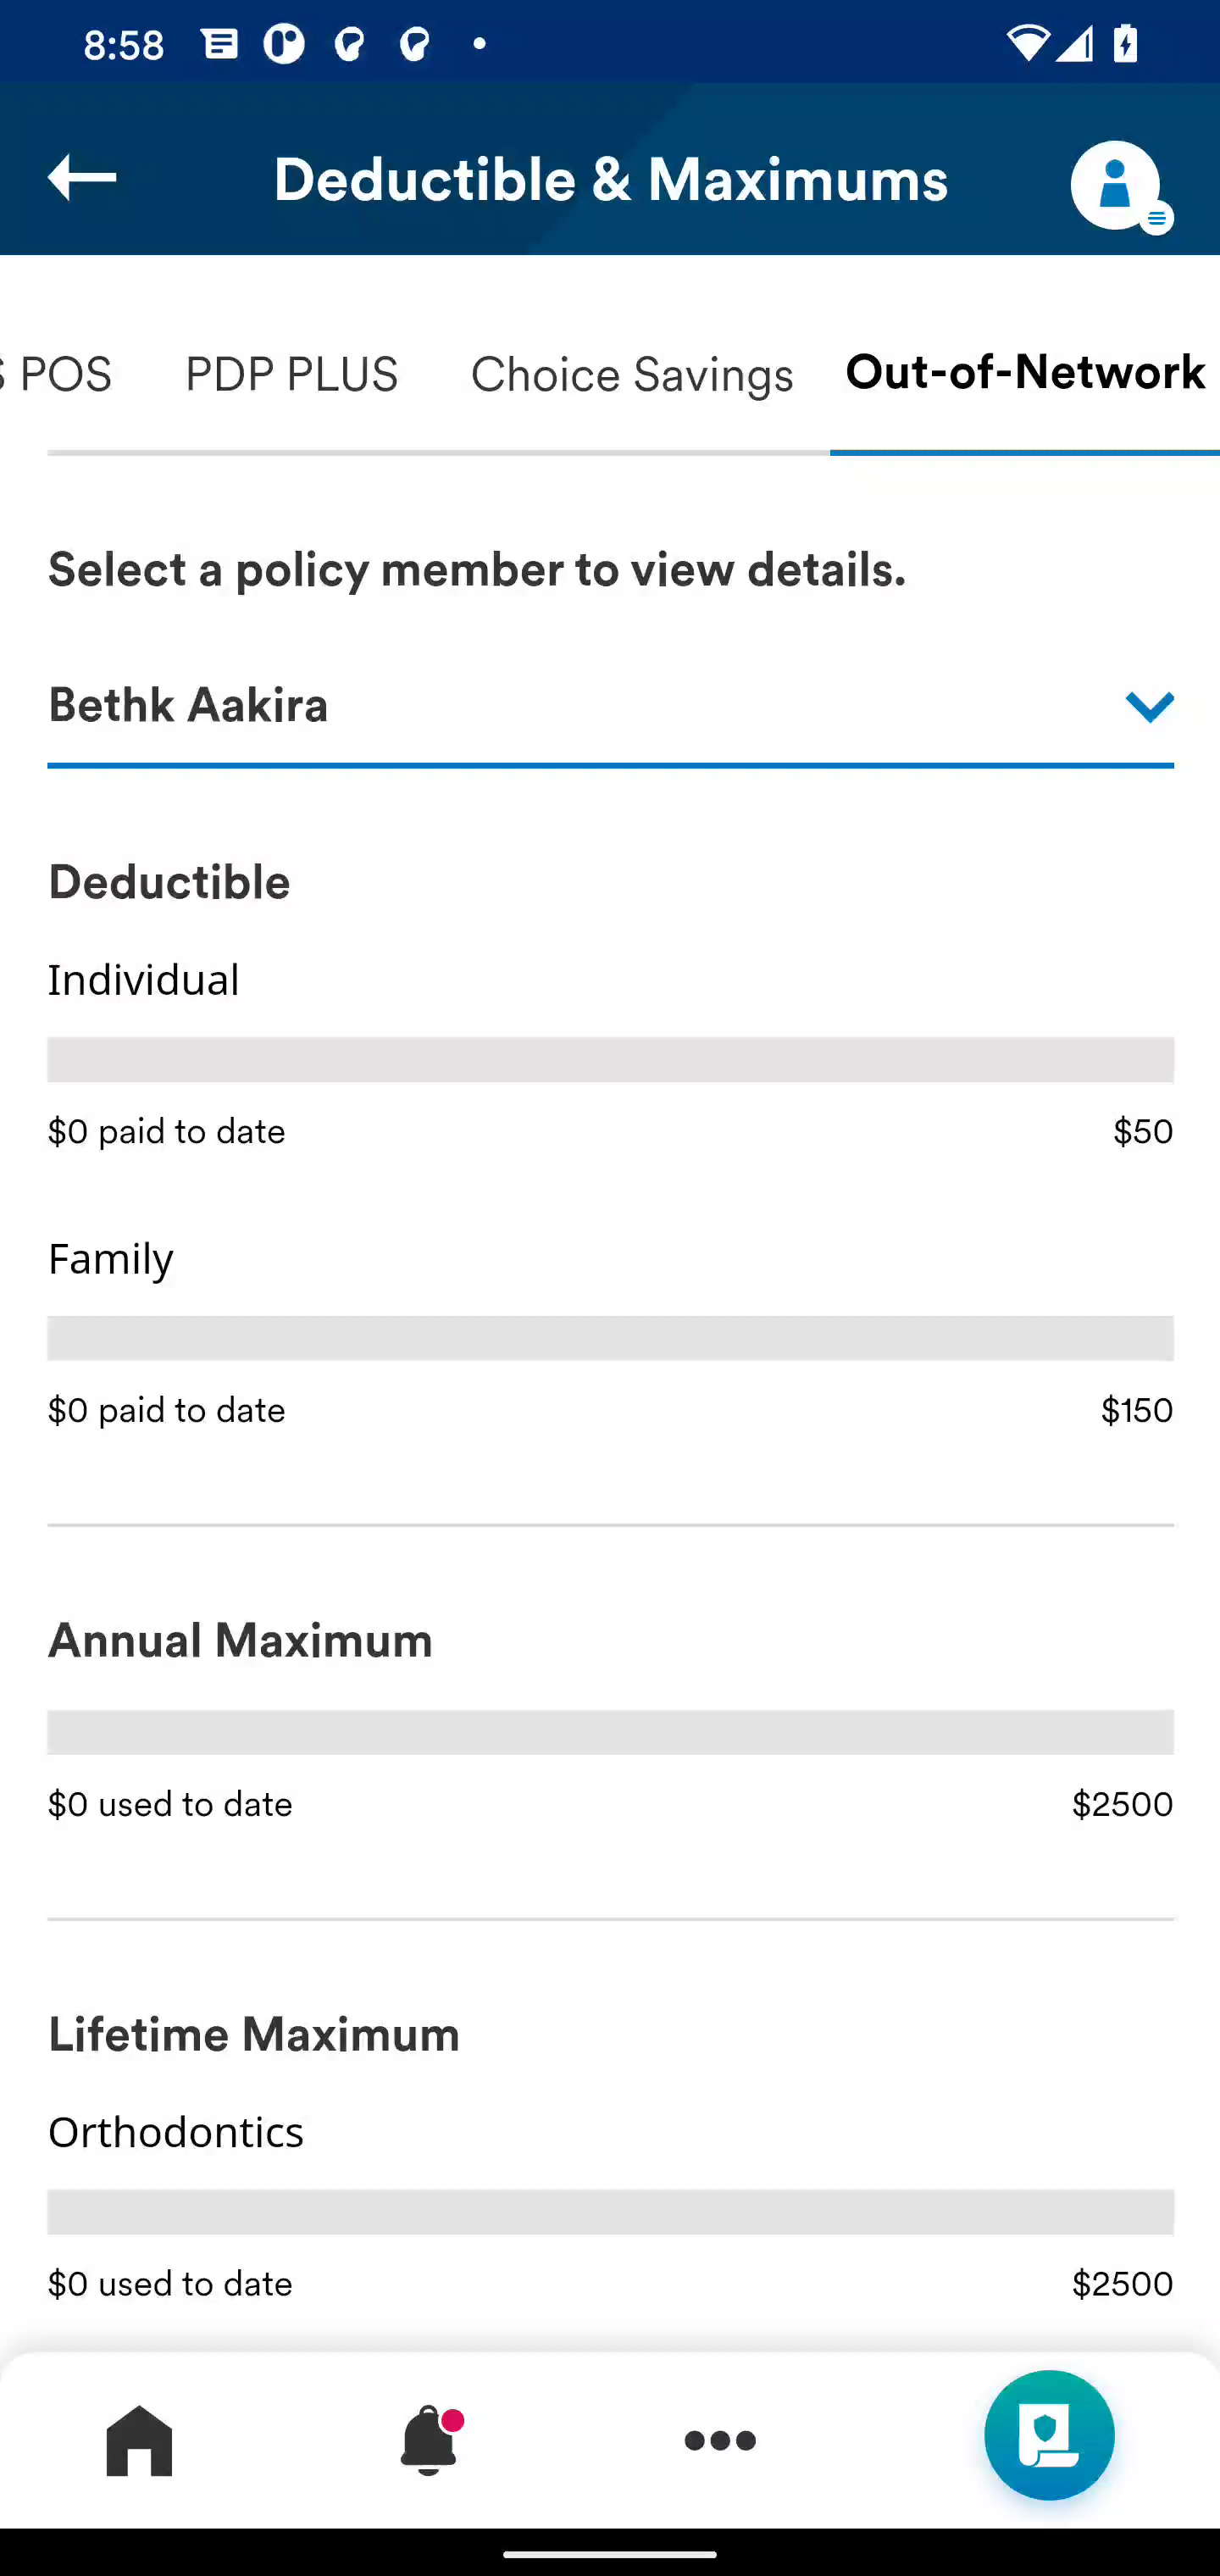 8:58
Deductible & Maximums
S POS PDP PLUS Choice Savings Out-of-Network
Select a policy member to view details.
Bethk Aakira
Deductible
Individual
$0 paid to date $50
Family
$0 paid to date $150
Annual Maximum
$0 used to date $2500
Lifetime Maximum
Orthodontics
$0 used to date $2500